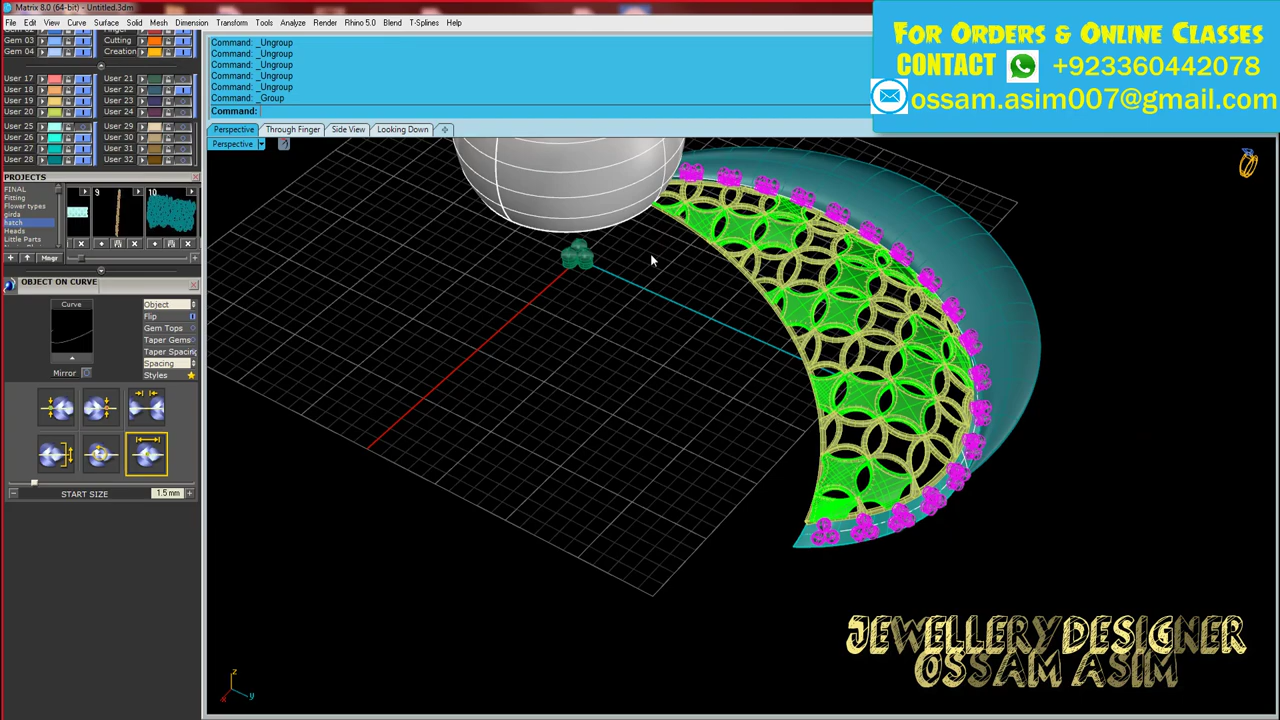 Matrix 8.0 (64-bit) - Untitled.3dm
File Edit View Curve Surface Solid Mesh Dimension Transform Tools Analyze Render Rhino 5.0 Blend T-Splines Help
For Orders & Online Classes
CONTACT +923360442078
ossam.asim007@gmail.com
Gem 03 Cutting
Gem 04 Creation
User 17 User 21
User 18 User 22
User 19 User 23
User 20 User 24
User 25 User 29
User 26 User 30
User 27 User 31
User 28 User 32
Command: _Ungroup
Command: _Ungroup
Command: _Ungroup
Command: _Ungroup
Command: _Ungroup
Command: _Group
Command:
Perspective Through Finger Side View Looking Down
Perspective
PROJECTS
FINAL
Fitting
Flower types
girda
hatch
Heads
Little Parts
9 10
Mngr
OBJECT ON CURVE
Curve
Mirror
Object
Flip
Gem Tops
Taper Gems
Taper Spacing
Spacing
Styles
START SIZE 1.5 mm
z
y
x
JEWELLERY DESIGNER
OSSAM ASIM